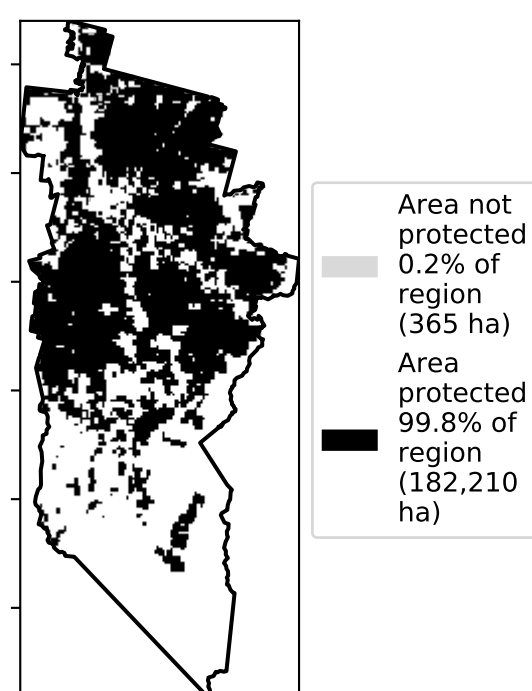 Area not
protected
0.2% of
region
(365 ha)
Area
protected
99.8% of
region
(182,210
ha)